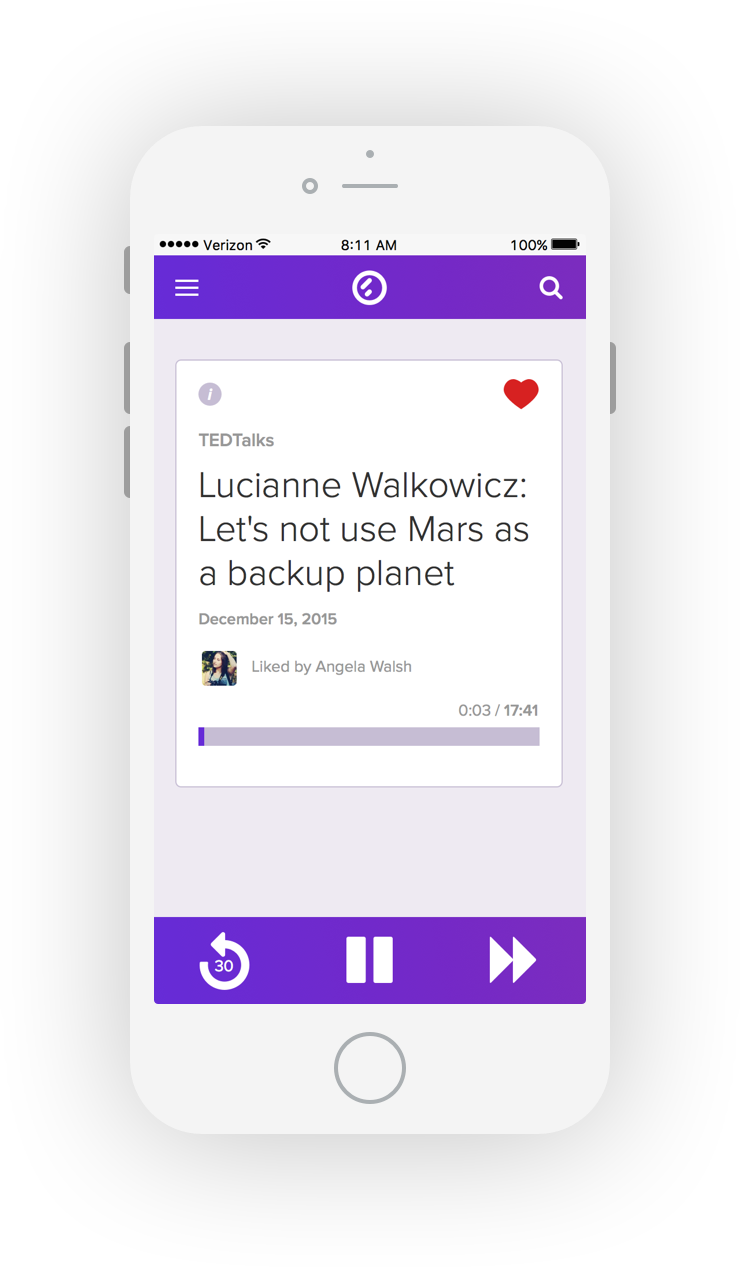 Verizon 8:11 AM 100%
i
TEDTalks
Lucianne Walkowicz:
Let's not use Mars as
a backup planet
December 15, 2015
Liked by Angela Walsh
0:03 / 17:41
30